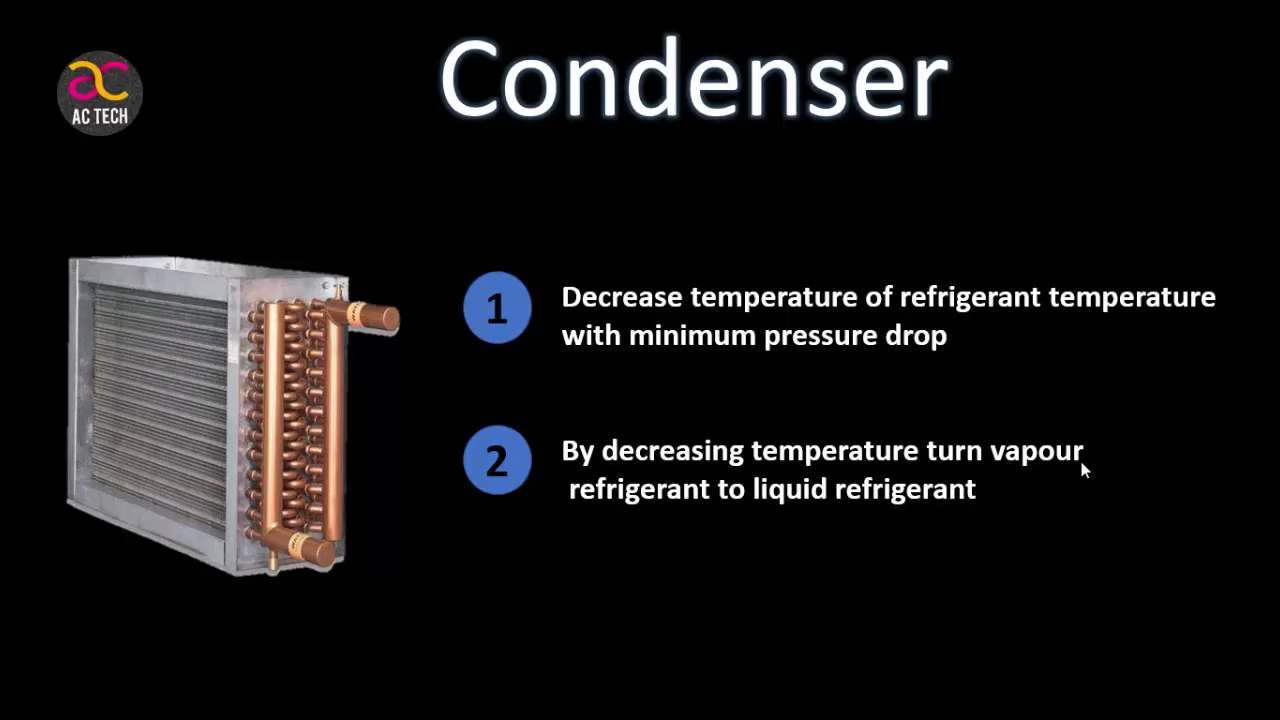 Condenser
AC TECH
1
Decrease temperature of refrigerant temperature
with minimum pressure drop
2
By decreasing temperature turn vapour
refrigerant to liquid refrigerant